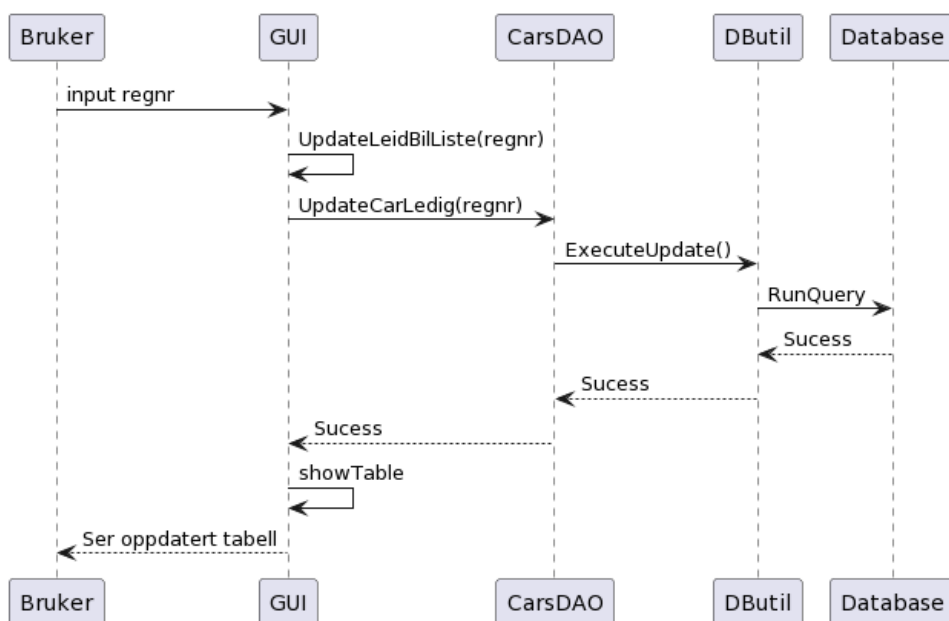 Bruker GUI CarsDAO DButil Database
input regnr
UpdateLeidBilListe(regnr)
UpdateCarLedig(regnr)
ExecuteUpdate()
RunQuery
Sucess
Sucess
Sucess
showTable
Ser oppdatert tabell
Bruker GUI CarsDAO DButil Database